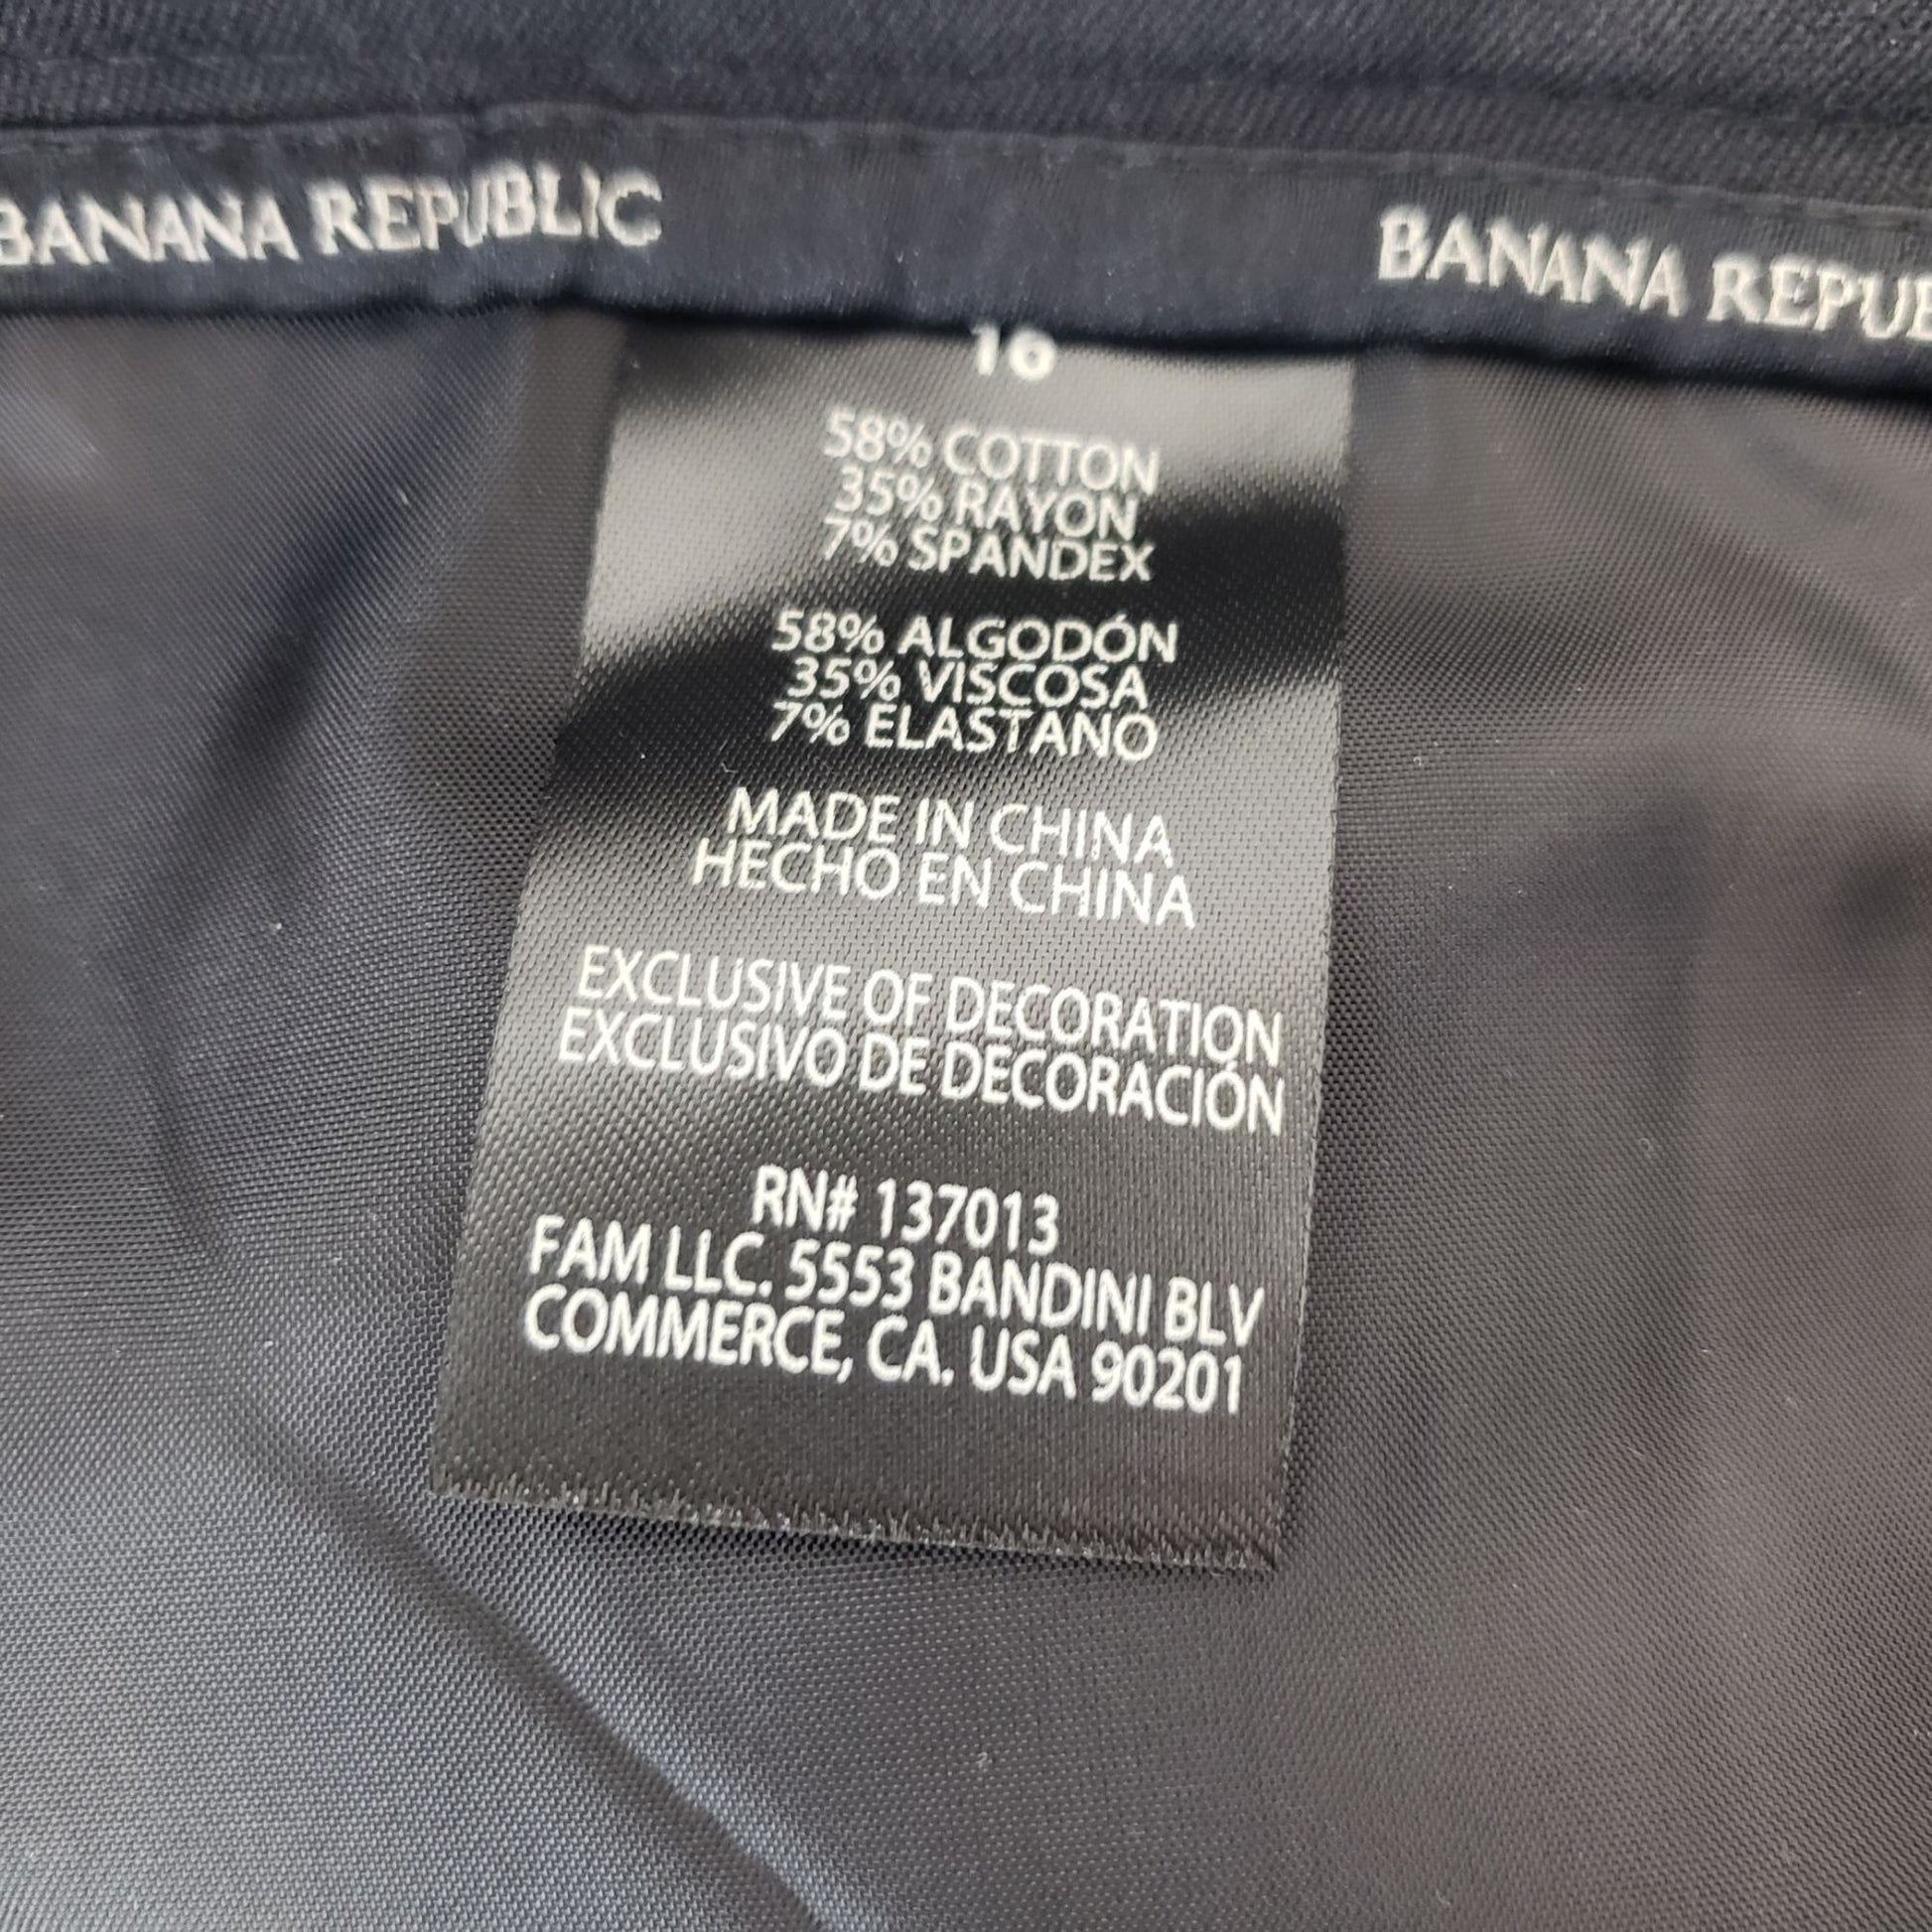 BANANA REPUBLIC
BANANA REPUB
16
58% COTTON
35% RAYON
7% SPANDEX
58% ALGODÓN
35% VISCOSA
7% ELASTANO
MADE IN CHINA
HECHO EN CHINA
EXCLUSIVE OF DECORATION
EXCLUSIVO DE DECORACIÓN
RN# 137013
FAM LLC. 5553 BANDINI BLV
COMMERCE, CA. USA 90201